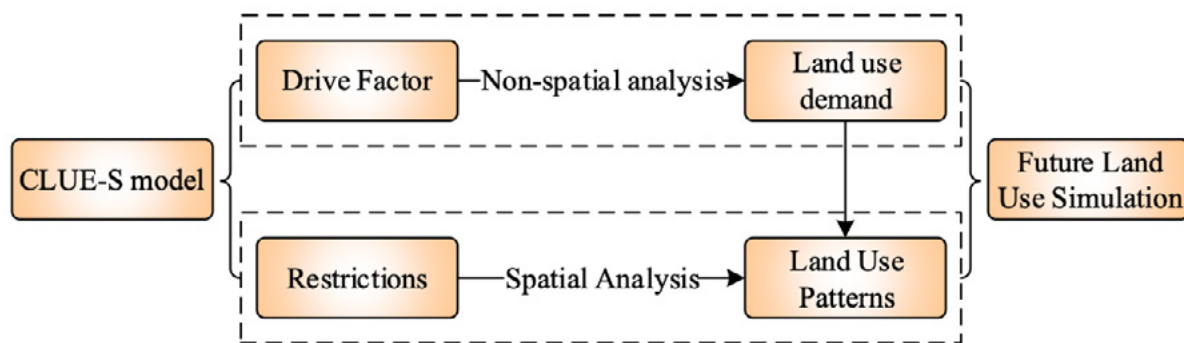 CLUE-S model
Drive Factor
Non-spatial analysis
Land use
demand
Restrictions
Spatial Analysis
Land Use
Patterns
Future Land
Use Simulation